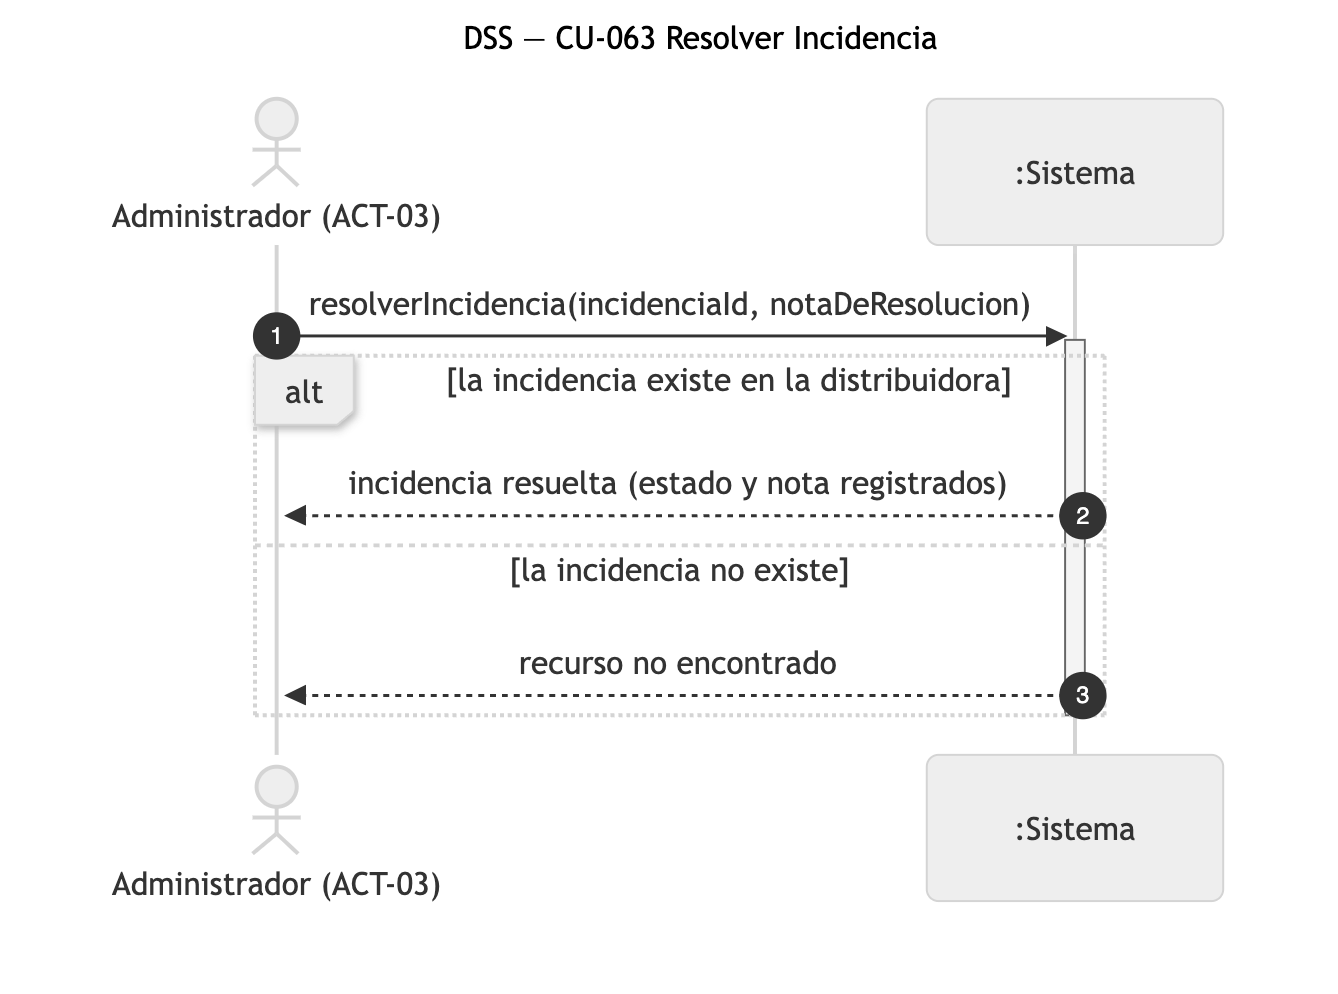 DSS — CU-063 Resolver Incidencia
Administrador (ACT-03)
:Sistema
resolverIncidencia(incidenciaId, notaDeResolucion)
1
alt
[la incidencia existe en la distribuidora]
incidencia resuelta (estado y nota registrados)
2
[la incidencia no existe]
recurso no encontrado
3
Administrador (ACT-03)
:Sistema